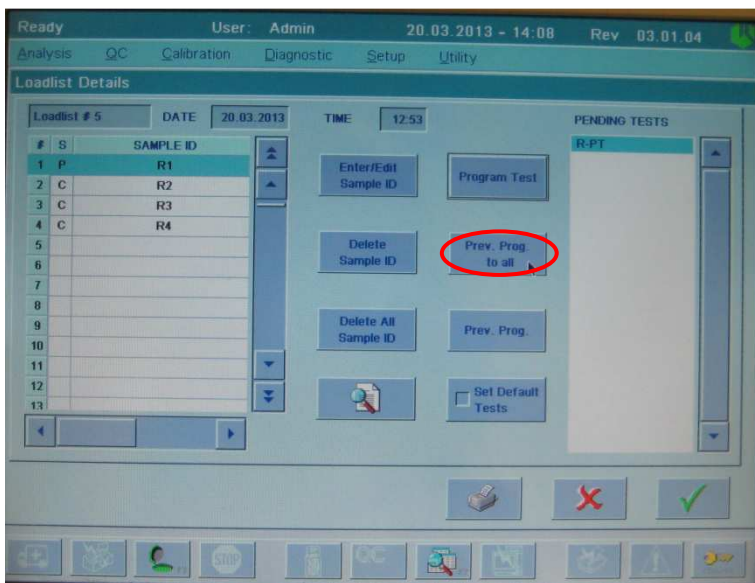 Ready User: Admin 20.03.2013 - 14:08 Rev 03.01.04
Analysis QC Calibration Diagnostic Setup Utility
Loadlist Details
Loadlist # 5 DATE 20.03.2013 TIME 12:53 PENDING TESTS
# S SAMPLE ID
1 P R1
2 C R2
3 C R3
4 C R4
5
6
7
8
9
10
11
12
13
Enter/Edit
Sample ID
Program Test
Delete
Sample ID
Prev. Prog.
to all
Delete All
Sample ID
Prev. Prog.
Set Default
Tests
R-PT
STOP
QC